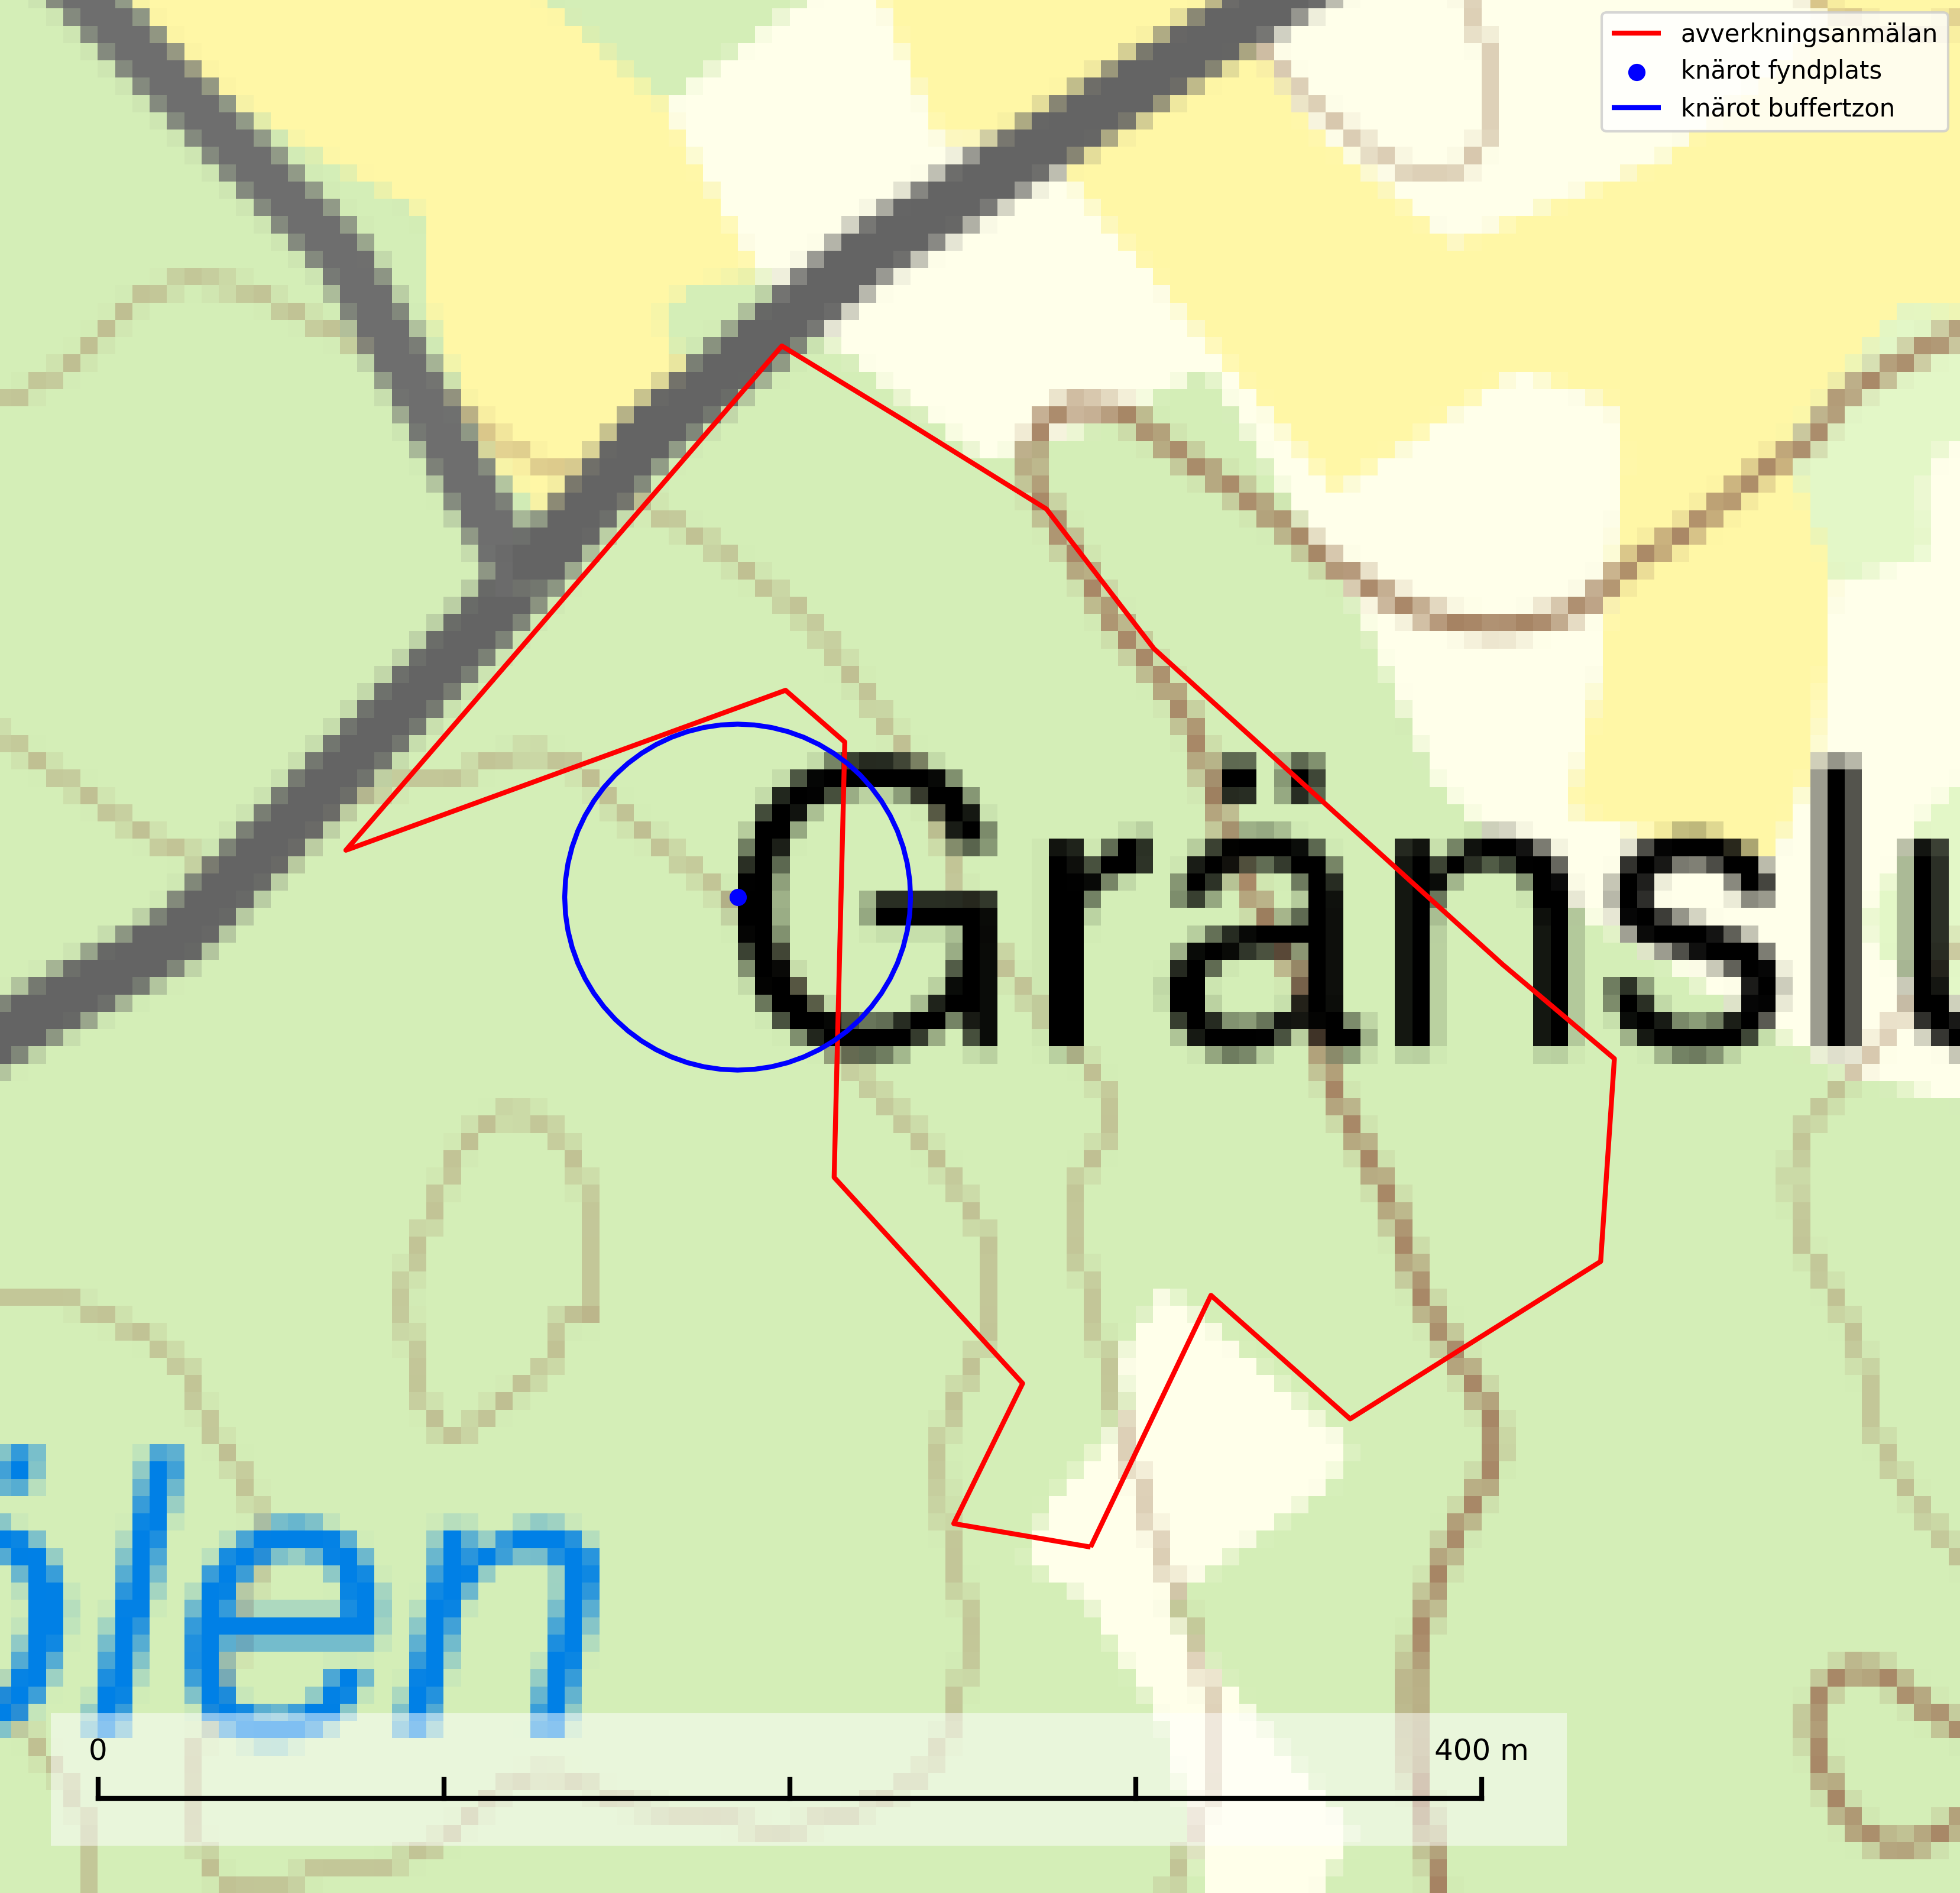 avverkningsanmälan
knärot fyndplats
knärot buffertzon
Gränslu
len
0 400 m